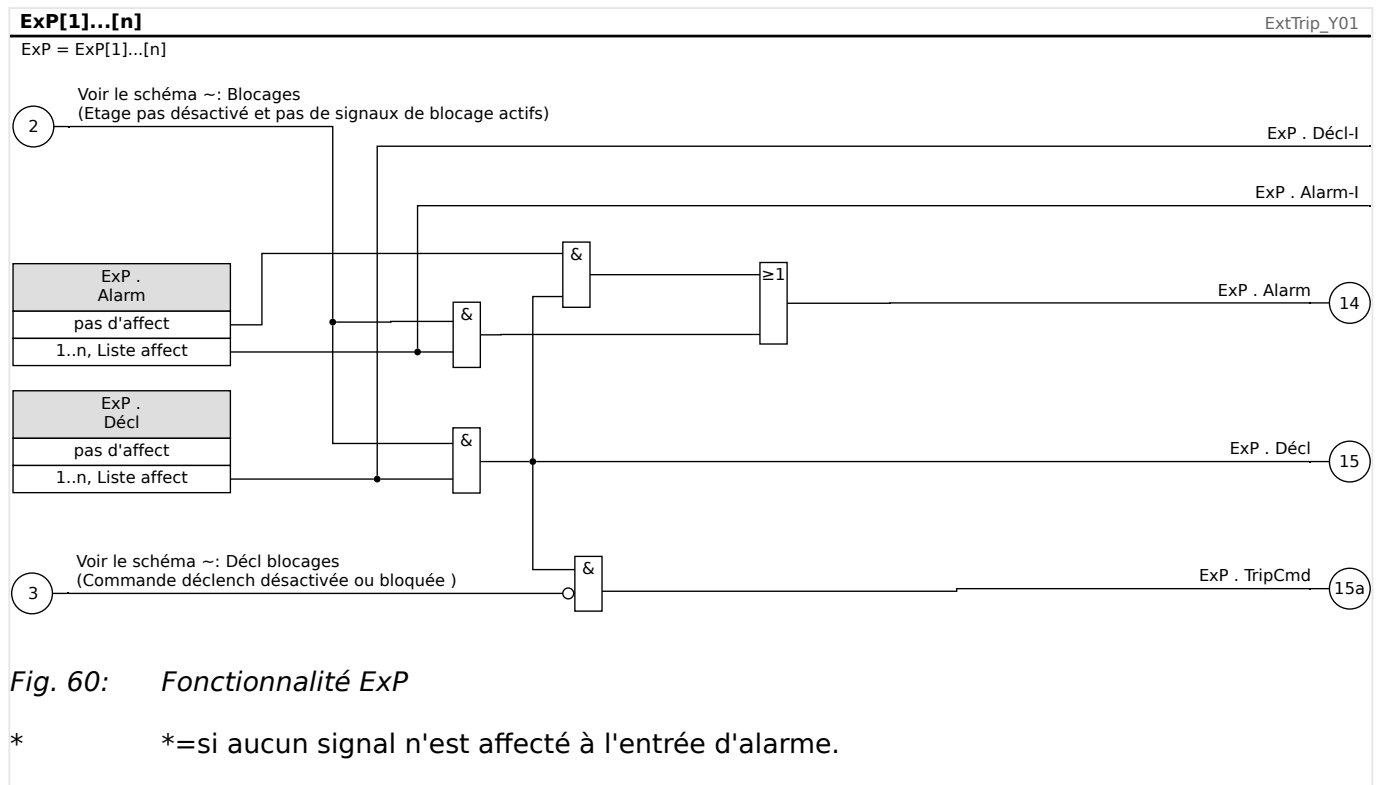 ExP[1]...[n]
ExtTrip_Y01
ExP = ExP[1]...[n]
Voir le schéma ~: Blocages
(Etage pas désactivé et pas de signaux de blocage actifs)
2
ExP . Décl-I
ExP . Alarm-I
&
≥1
ExP .
Alarm
pas d'affect
1..n, Liste affect
&
ExP . Alarm
14
ExP .
Décl
pas d'affect
1..n, Liste affect
&
ExP . Décl
15
Voir le schéma ~: Décl blocages
(Commande déclench désactivée ou bloquée )
3
&
ExP . TripCmd
15a
Fig. 60: Fonctionnalité ExP
* *=si aucun signal n'est affecté à l'entrée d'alarme.